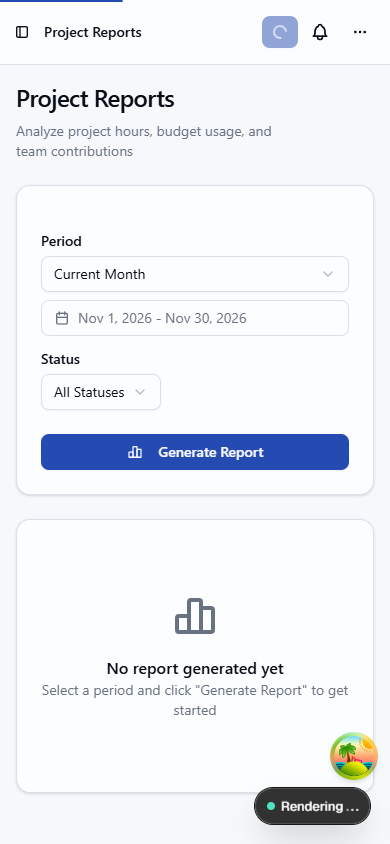 Project Reports
Project Reports
Analyze project hours, budget usage, and
team contributions
Period
Current Month
Nov 1, 2026 - Nov 30, 2026
Status
All Statuses
Generate Report
No report generated yet
Select a period and click "Generate Report" to get
started
Rendering ...